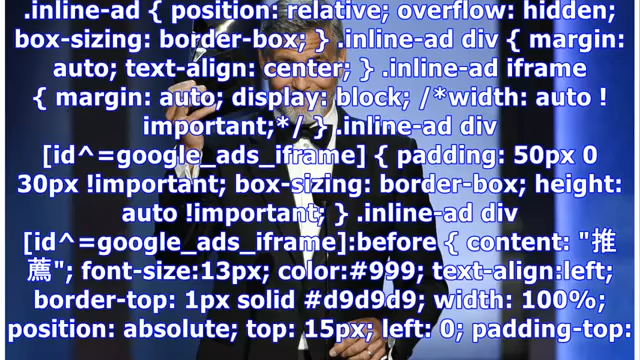 .inline-ad { position: relative; overflow: hidden;
box-sizing: border-box; } .inline-ad div { margin:
auto; text-align: center; } .inline-ad iframe
{ margin: auto; display: block; /*width: auto !
important;*/ } .inline-ad div
[id^=google_ads_iframe] { padding: 50px 0
30px !important; box-sizing: border-box; height:
auto !important; } .inline-ad div
[id^=google_ads_iframe]:before { content: "推
薦"; font-size:13px; color:#999; text-align:left;
border-top: 1px solid #d9d9d9; width: 100%;
position: absolute; top: 15px; left: 0; padding-top: